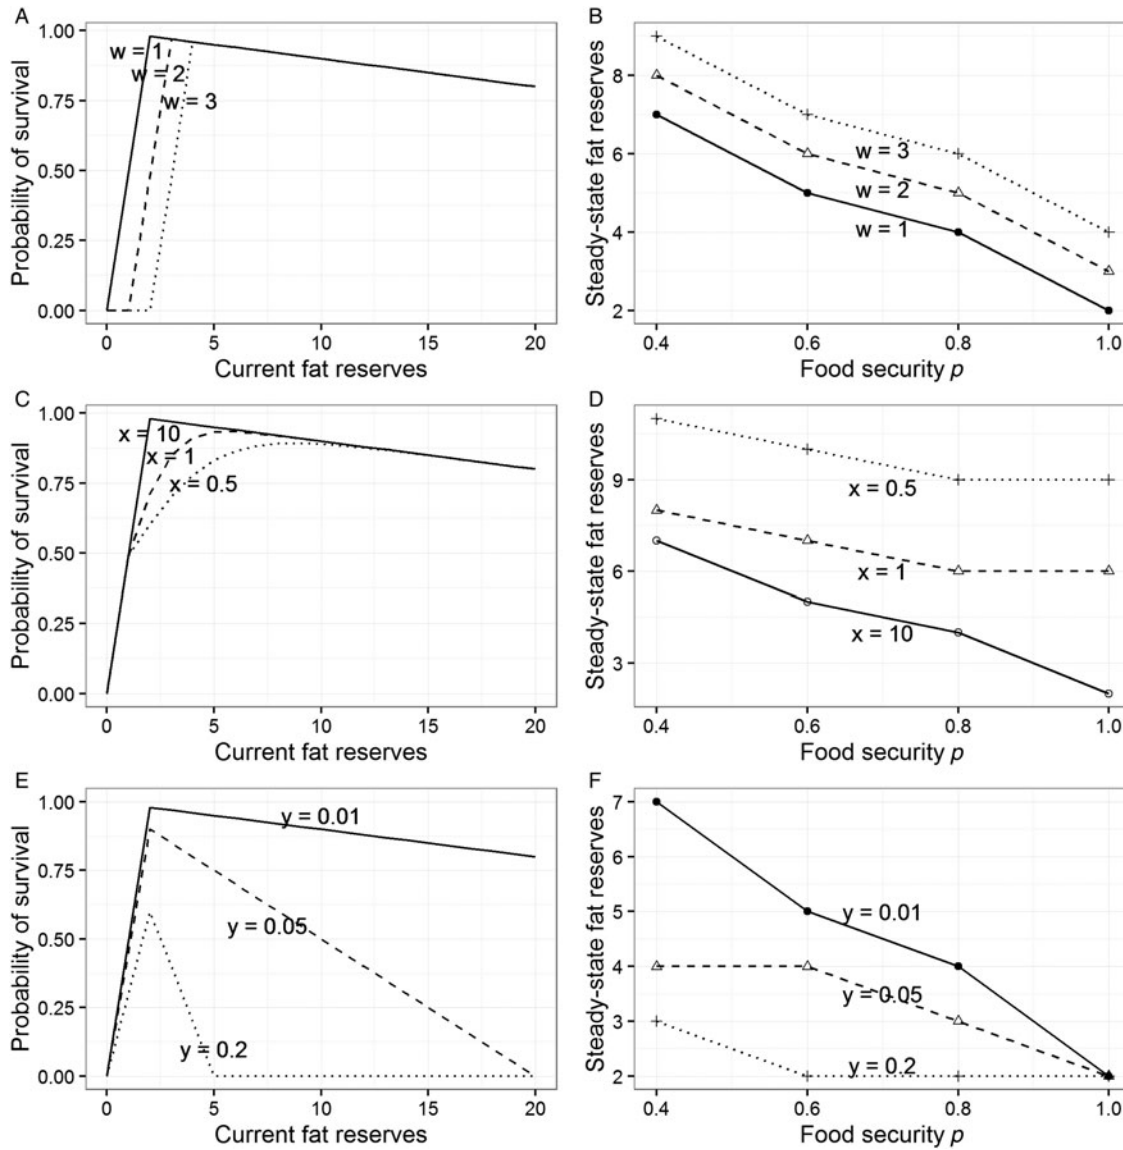 A
Probability of survival
1.00
0.75
0.50
0.25
0.00
w = 1
w = 2
w = 3
0
5
10
15
20
Current fat reserves
B
Steady-state fat reserves
8
6
4
2
w = 3
w = 2
w = 1
0.4
0.6
0.8
1.0
Food security p
C
Probability of survival
1.00
0.75
0.50
0.25
0.00
x = 10
x = 1
x = 0.5
0
5
10
15
20
Current fat reserves
D
Steady-state fat reserves
9
6
3
x = 0.5
x = 1
x = 10
0.4
0.6
0.8
1.0
Food security p
E
Probability of survival
1.00
0.75
0.50
0.25
0.00
y = 0.01
y = 0.05
y = 0.2
0
5
10
15
20
Current fat reserves
F
Steady-state fat reserves
7
6
5
4
3
2
y = 0.01
y = 0.05
y = 0.2
0.4
0.6
0.8
1.0
Food security p